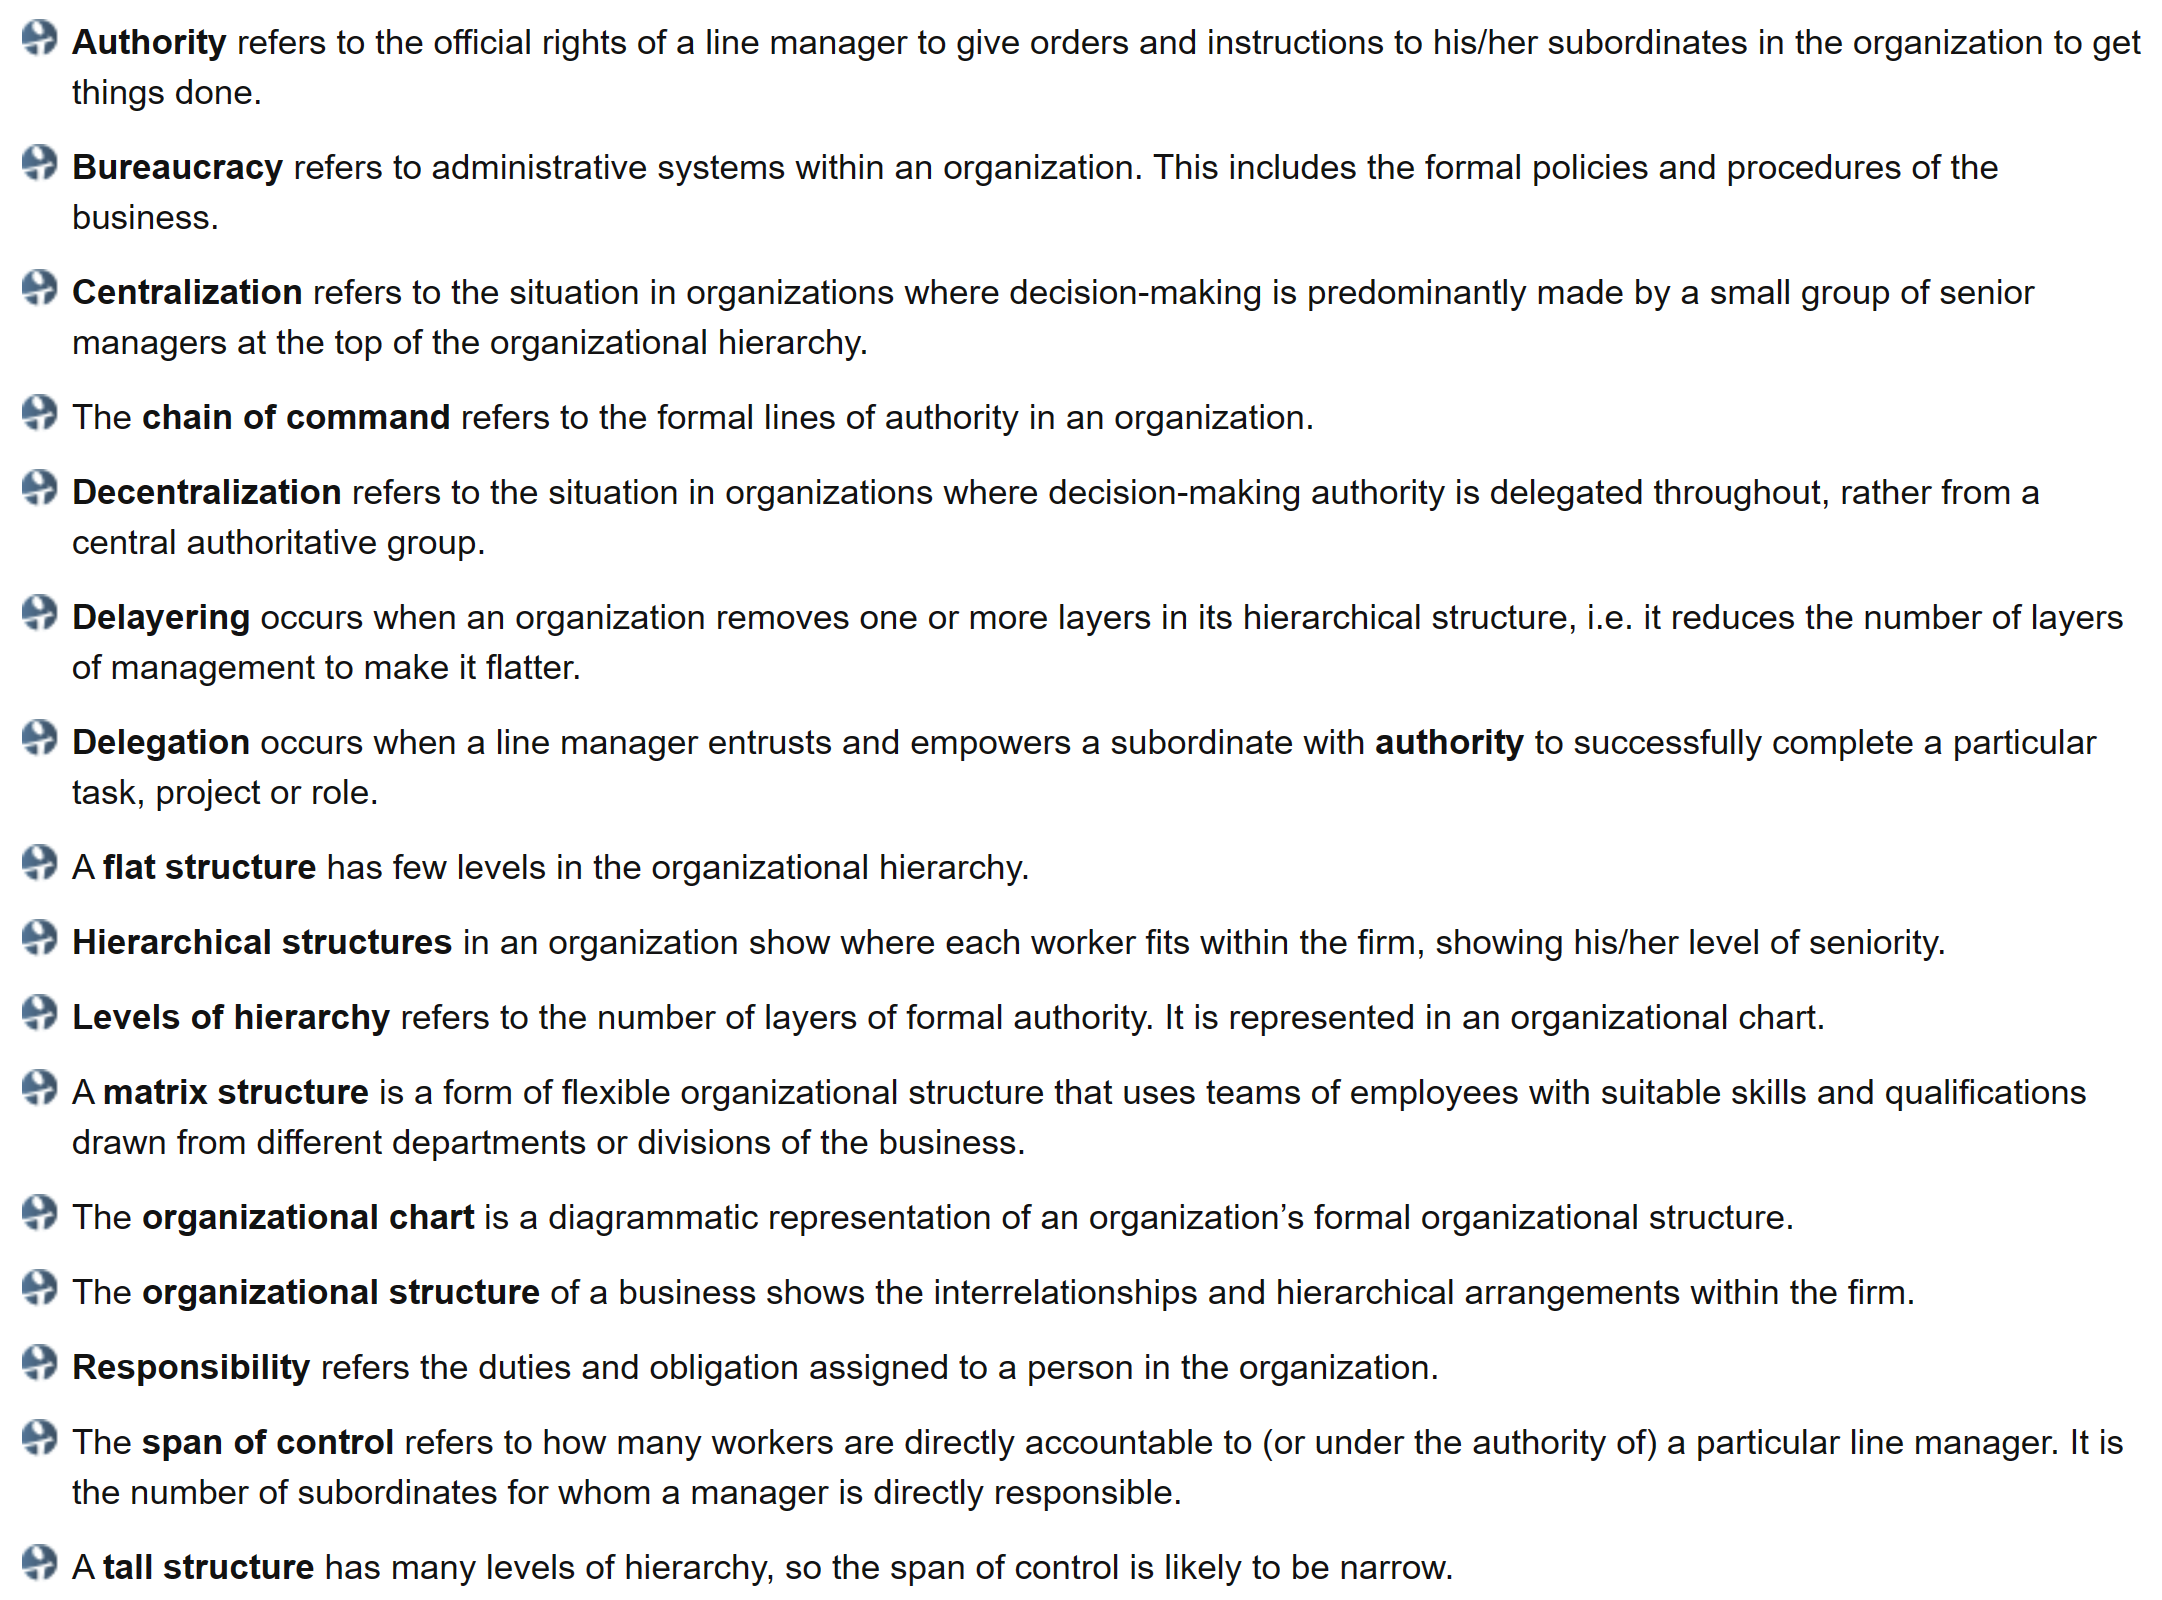 Authority refers to the official rights of a line manager to give orders and instructions to his/her subordinates in the organization to get
things done.
Bureaucracy refers to administrative systems within an organization. This includes the formal policies and procedures of the
business.
Centralization refers to the situation in organizations where decision-making is predominantly made by a small group of senior
managers at the top of the organizational hierarchy.
The chain of command refers to the formal lines of authority in an organization.
Decentralization refers to the situation in organizations where decision-making authority is delegated throughout, rather from a
central authoritative group.
Delayering occurs when an organization removes one or more layers in its hierarchical structure, i.e. it reduces the number of layers
of management to make it flatter.
Delegation occurs when a line manager entrusts and empowers a subordinate with authority to successfully complete a particular
task, project or role.
A flat structure has few levels in the organizational hierarchy.
Hierarchical structures in an organization show where each worker fits within the firm, showing his/her level of seniority.
Levels of hierarchy refers to the number of layers of formal authority. It is represented in an organizational chart.
A matrix structure is a form of flexible organizational structure that uses teams of employees with suitable skills and qualifications
drawn from different departments or divisions of the business.
The organizational chart is a diagrammatic representation of an organization’s formal organizational structure.
The organizational structure of a business shows the interrelationships and hierarchical arrangements within the firm.
Responsibility refers the duties and obligation assigned to a person in the organization.
The span of control refers to how many workers are directly accountable to (or under the authority of) a particular line manager. It is
the number of subordinates for whom a manager is directly responsible.
A tall structure has many levels of hierarchy, so the span of control is likely to be narrow.